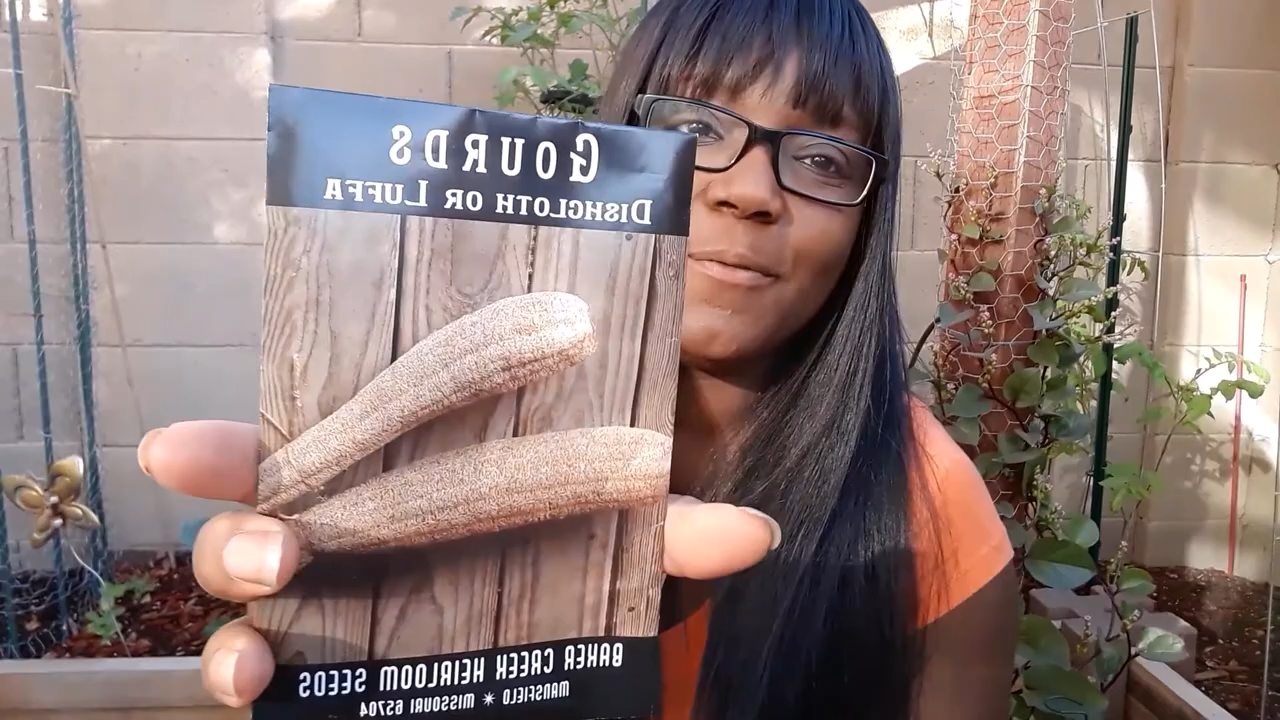 GOURDS
DISHCLOTH OR LUFFA
BAKER CREEK HEIRLOOM SEEDS
MANSFIELD * MISSOURI 65704